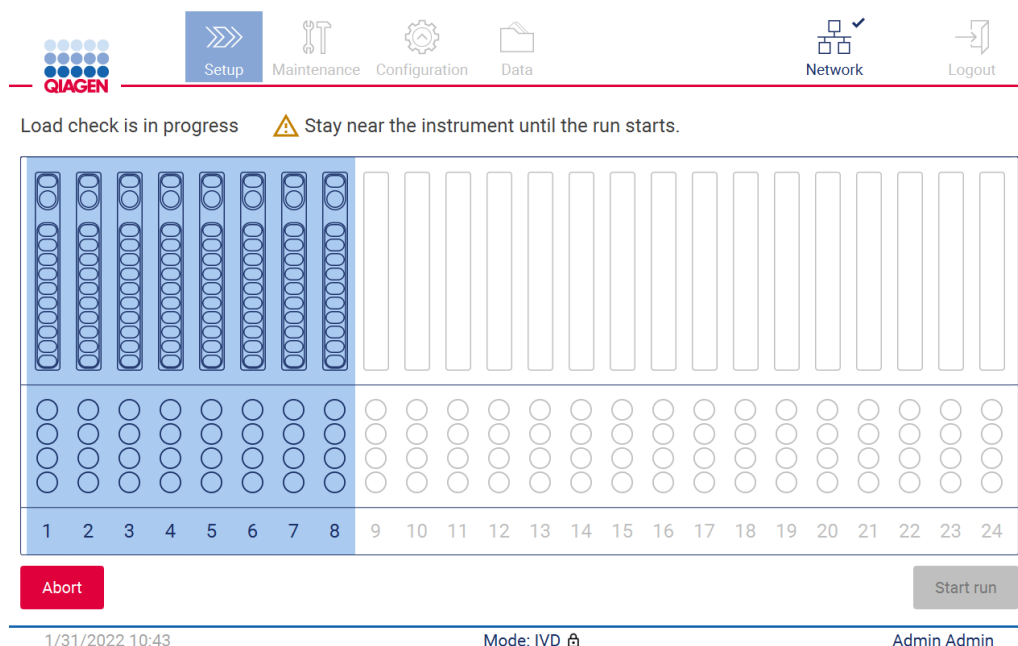 QIAGEN
Setup Maintenance Configuration Data Network Logout
Load check is in progress Stay near the instrument until the run starts.
1 2 3 4 5 6 7 8 9 10 11 12 13 14 15 16 17 18 19 20 21 22 23 24
Abort Start run
1/31/2022 10:43 Mode: IVD Admin Admin